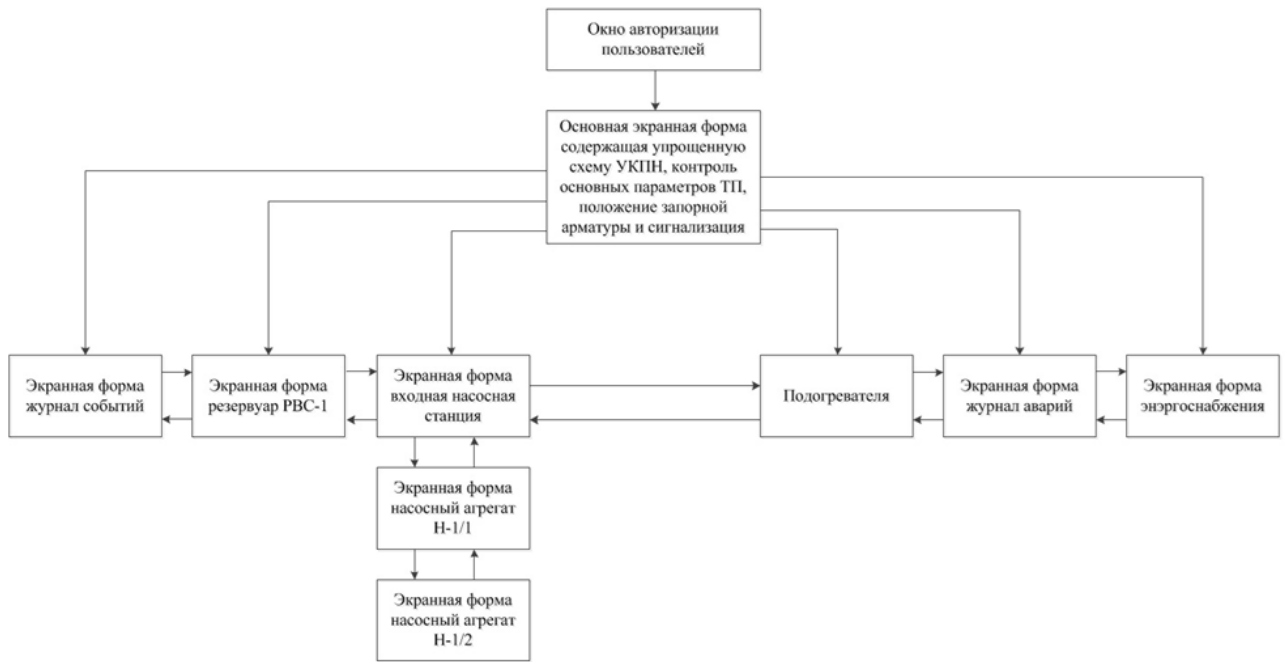 Окно авторизации
пользователей
Основная экранная форма
содержащая упрощенную
схему УКПН, контроль
основных параметров ТП,
положение запорной
арматуры и сигнализация
Экранная форма
журнал событий
Экранная форма
резервуар РВС-1
Экранная форма
входная насосная
станция
Подогревателя
Экранная форма
журнал аварий
Экранная форма
энэргоснабжения
Экранная форма
насосный агрегат
Н-1/1
Экранная форма
насосный агрегат
Н-1/2